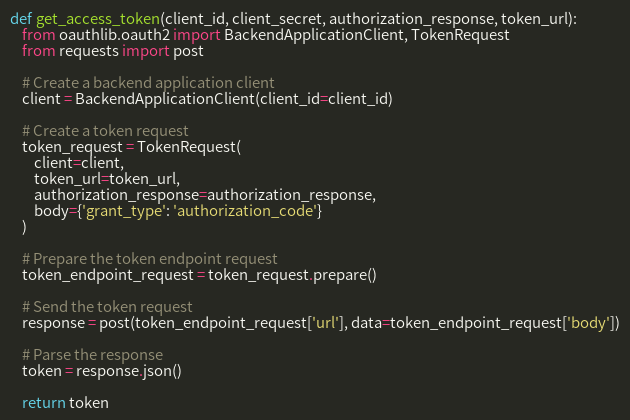 def get_access_token(client_id, client_secret, authorization_response, token_url):
from oauthlib.oauth2 import BackendApplicationClient, TokenRequest
from requests import post
# Create a backend application client
client = BackendApplicationClient(client_id=client_id)
# Create a token request
token_request = TokenRequest(
client=client,
token_url=token_url,
authorization_response=authorization_response,
body={'grant_type': 'authorization_code'}
)
# Prepare the token endpoint request
token_endpoint_request = token_request.prepare()
# Send the token request
response = post(token_endpoint_request['url'], data=token_endpoint_request['body'])
# Parse the response
token = response.json()
return token